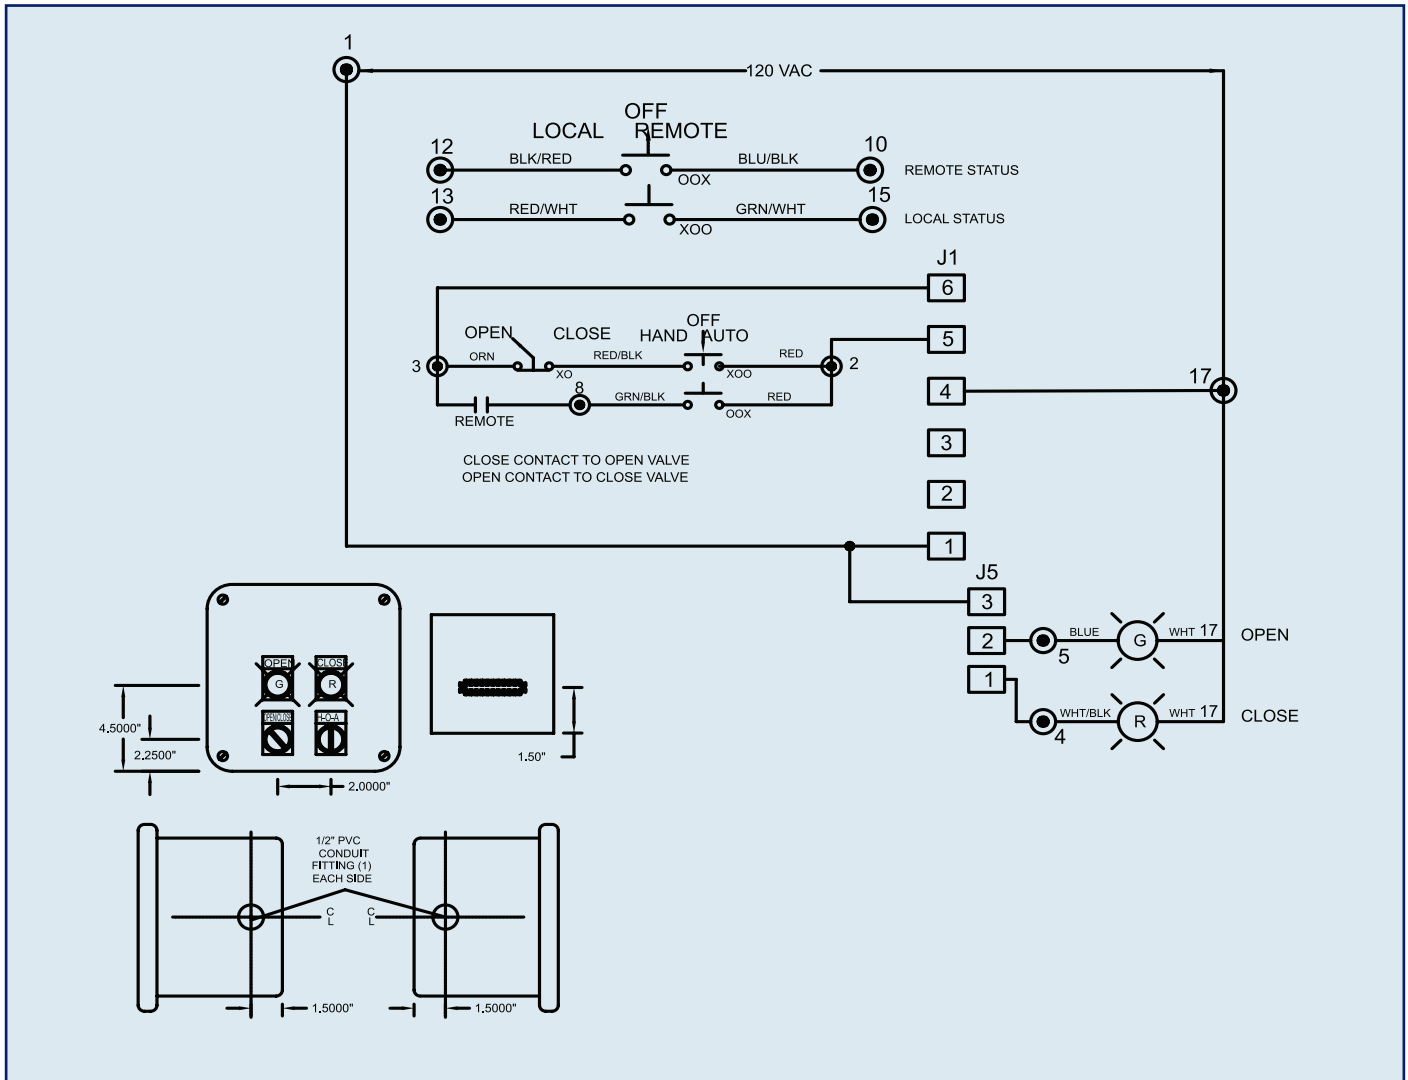 1
120 VAC
OFF
LOCAL REMOTE
12 BLK/RED BLU/BLK 10 REMOTE STATUS
OOX
13 RED/WHT GRN/WHT 15 LOCAL STATUS
XOO
J1
6
OFF
OPEN CLOSE HAND AUTO
5
3 ORN RED/BLK RED 2
XO XOO
8
GRN/BLK RED
REMOTE OOX
4 17
3
CLOSE CONTACT TO OPEN VALVE
OPEN CONTACT TO CLOSE VALVE
2
1
J5
3
2 BLUE G WHT 17 OPEN
5
1
WHT/BLK R WHT 17 CLOSE
4
OPEN CLOSE
G R
OPEN/CLOSE H-O-A
4.5000"
2.2500"
2.0000"
1.50"
1/2" PVC
CONDUIT
FITTING (1)
EACH SIDE
C C
L L
1.5000" 1.5000"